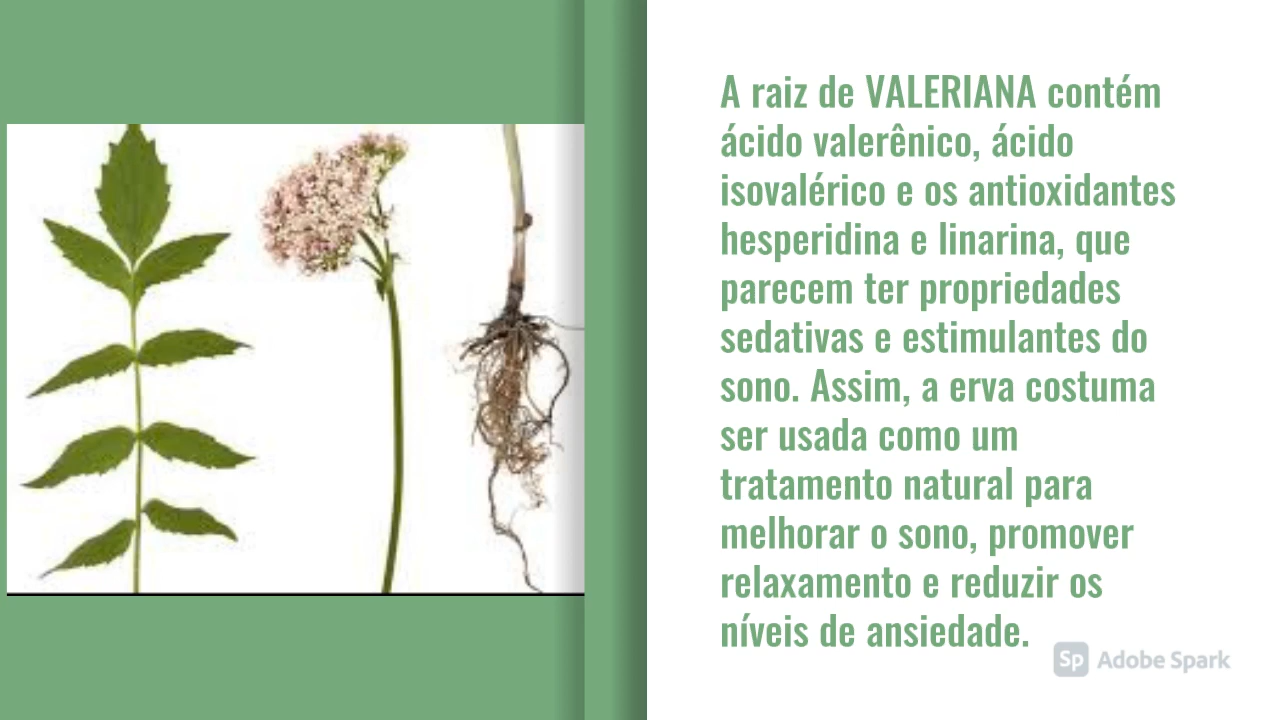 A raiz de VALERIANA contém
ácido valerênico, ácido
isovalérico e os antioxidantes
hesperidina e linarina, que
parecem ter propriedades
sedativas e estimulantes do
sono. Assim, a erva costuma
ser usada como um
tratamento natural para
melhorar o sono, promover
relaxamento e reduzir os
níveis de ansiedade.
Sp Adobe Spark